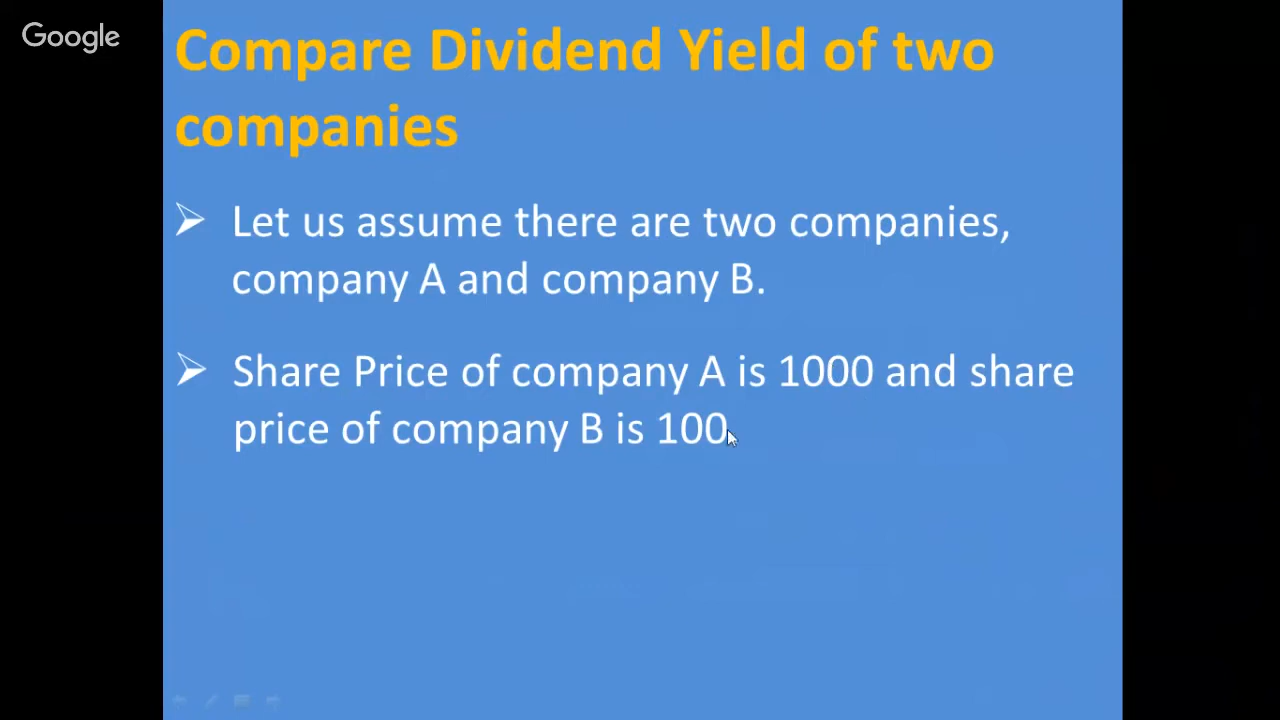 Google
Compare Dividend Yield of two
companies
Let us assume there are two companies,
company A and company B.
Share Price of company A is 1000 and share
price of company B is 100